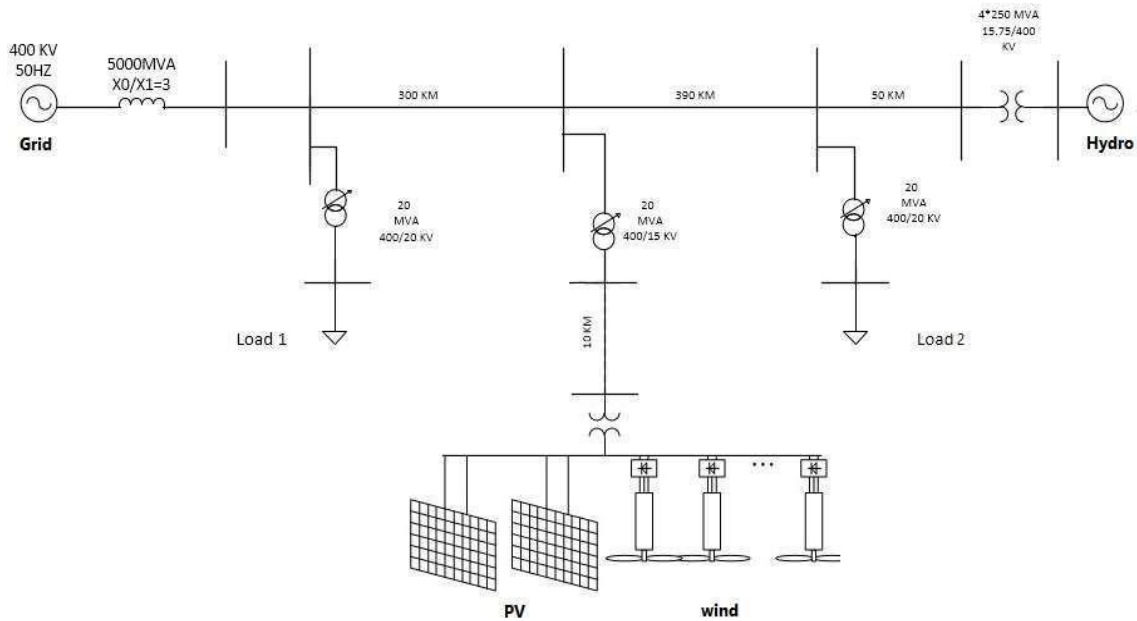 400 KV
50HZ
5000MVA
X0/X1=3
Grid
300 KM
390 KM
50 KM
4*250 MVA
15.75/400
KV
Hydro
20
MVA
400/20 KV
20
MVA
400/15 KV
20
MVA
400/20 KV
Load 1
10 KM
Load 2
PV
wind